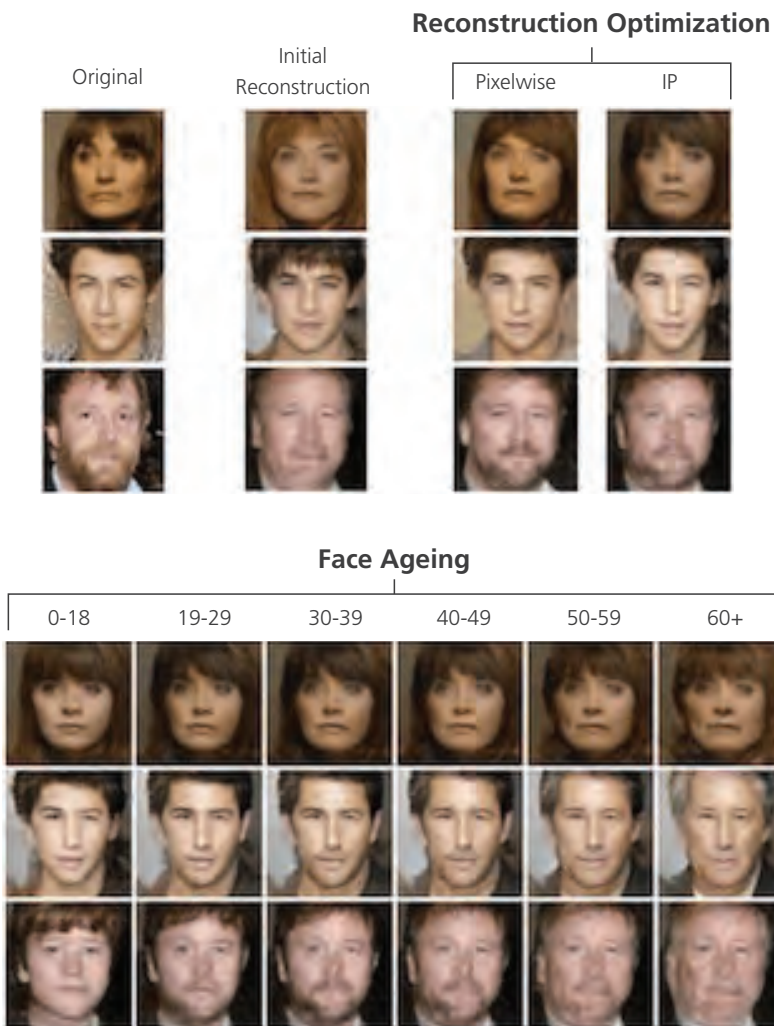 Reconstruction Optimization
Original
Initial
Reconstruction
Pixelwise
IP
Face Ageing
0-18
19-29
30-39
40-49
50-59
60+